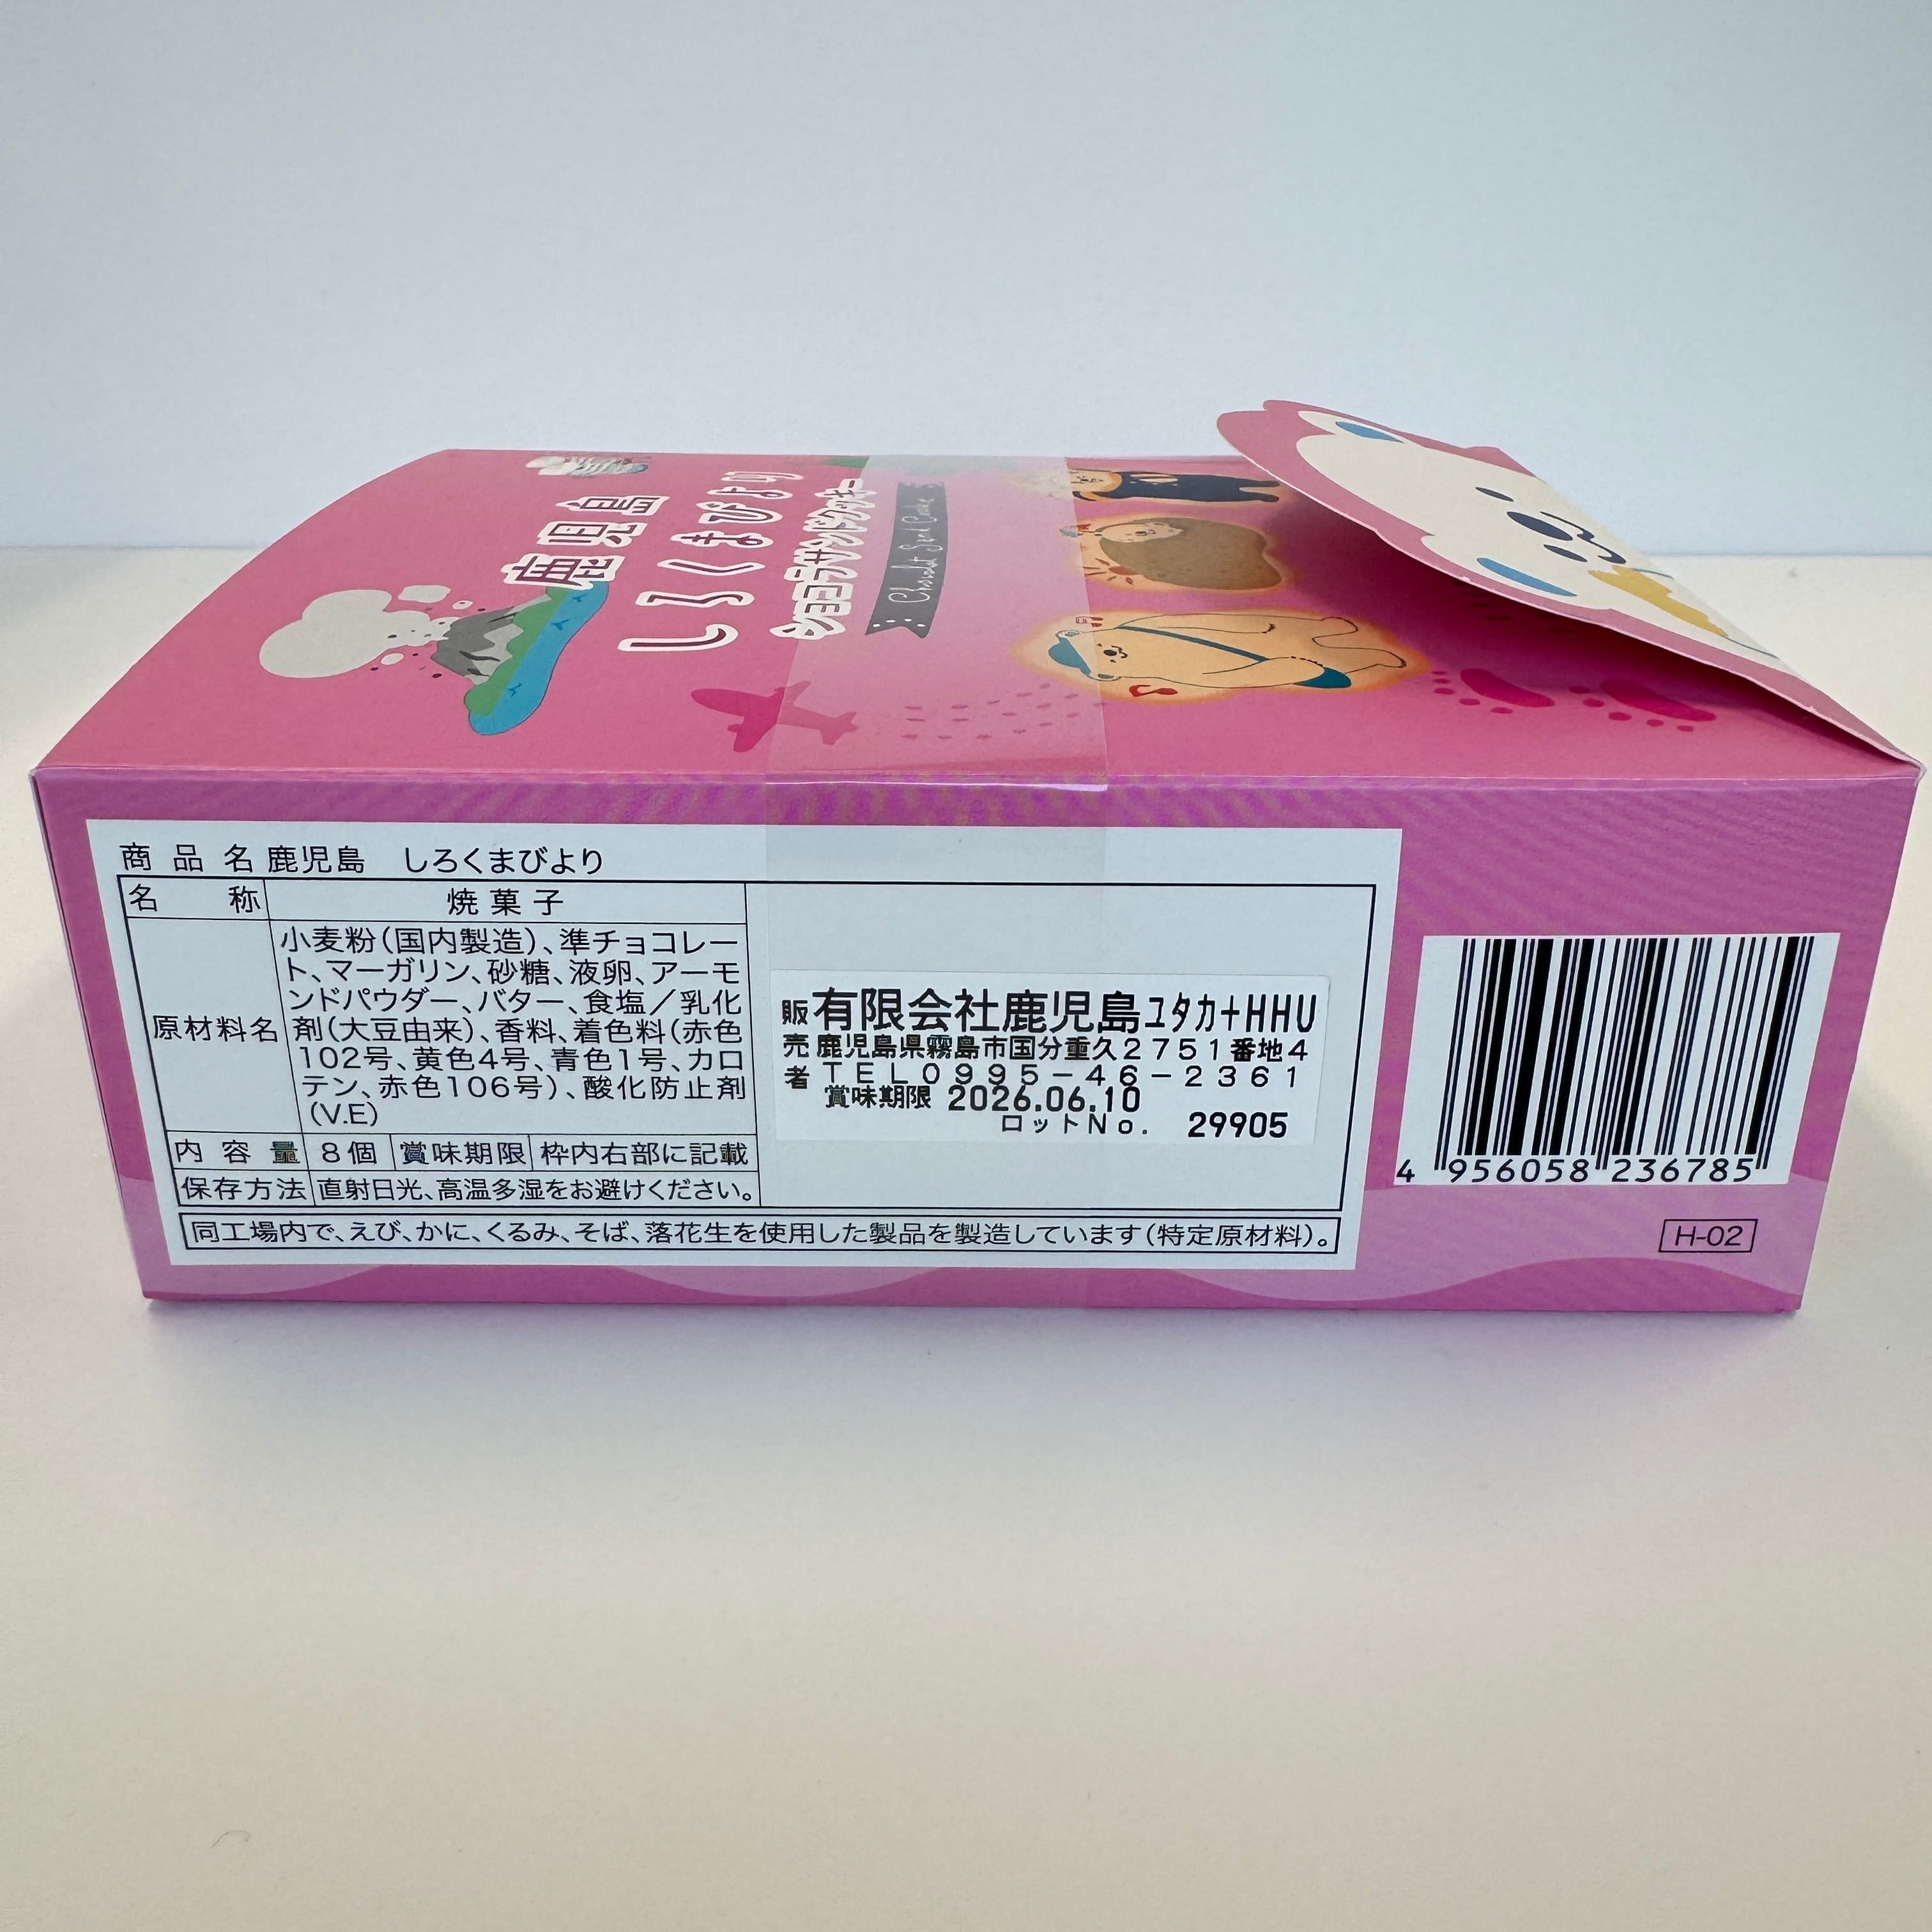 鹿児島
しろくまびより
ショコラサンドクッキー
Chocolat Sand Cookie
商品名 鹿児島 しろくまびより
名称 焼菓子
原材料名
小麦粉(国内製造)、準チョコレー
ト、マーガリン、砂糖、液卵、アーモ
ンドパウダー、バター、食塩/乳化
剤(大豆由来)、香料、着色料(赤色
102号、黄色4号、青色1号、カロ
テン、赤色106号)、酸化防止剤
(V.E)
内容量 8個 賞味期限 枠内右部に記載
保存方法 直射日光、高温多湿をお避けください。
販売者
有限会社鹿児島ユタカ+HHU
鹿児島県霧島市国分重久2751番地4
TEL0995-46-2361
賞味期限 2026.06.10
ロットNo. 29905
同工場内で、えび、かに、くるみ、そば、落花生を使用した製品を製造しています(特定原材料)。
4 956058 236785
H-02